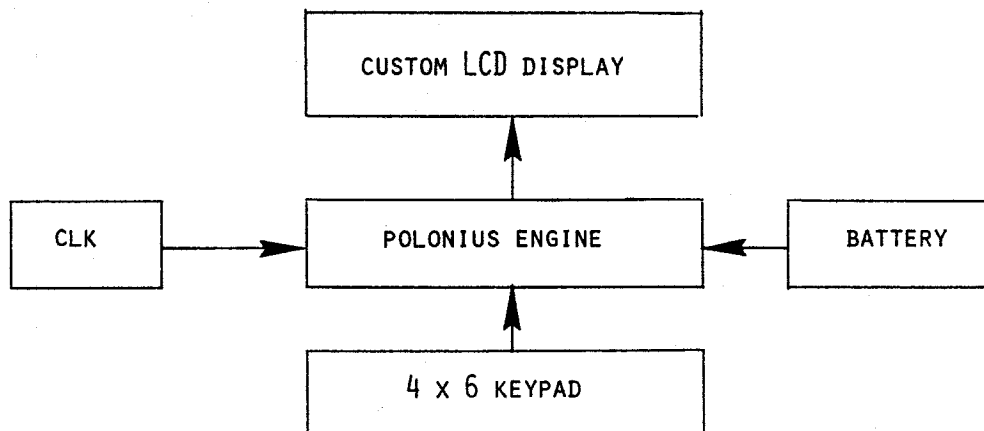 CUSTOM LCD DISPLAY
CLK
POLONIUS ENGINE
BATTERY
4 X 6 KEYPAD